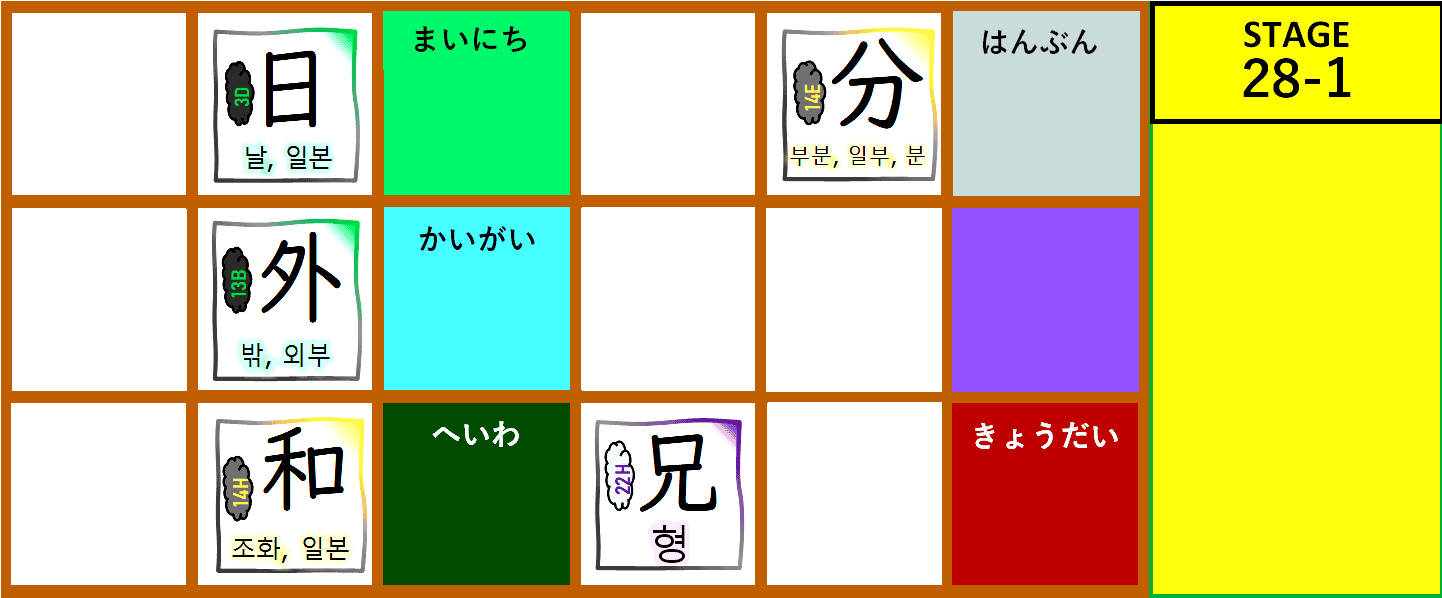 3D
日
날, 일본
まいにち
14E
分
부분, 일부, 분
はんぶん
STAGE
28-1
13B
外
밖, 외부
かいがい
14H
和
조화, 일본
へいわ
22H
兄
형
きょうだい